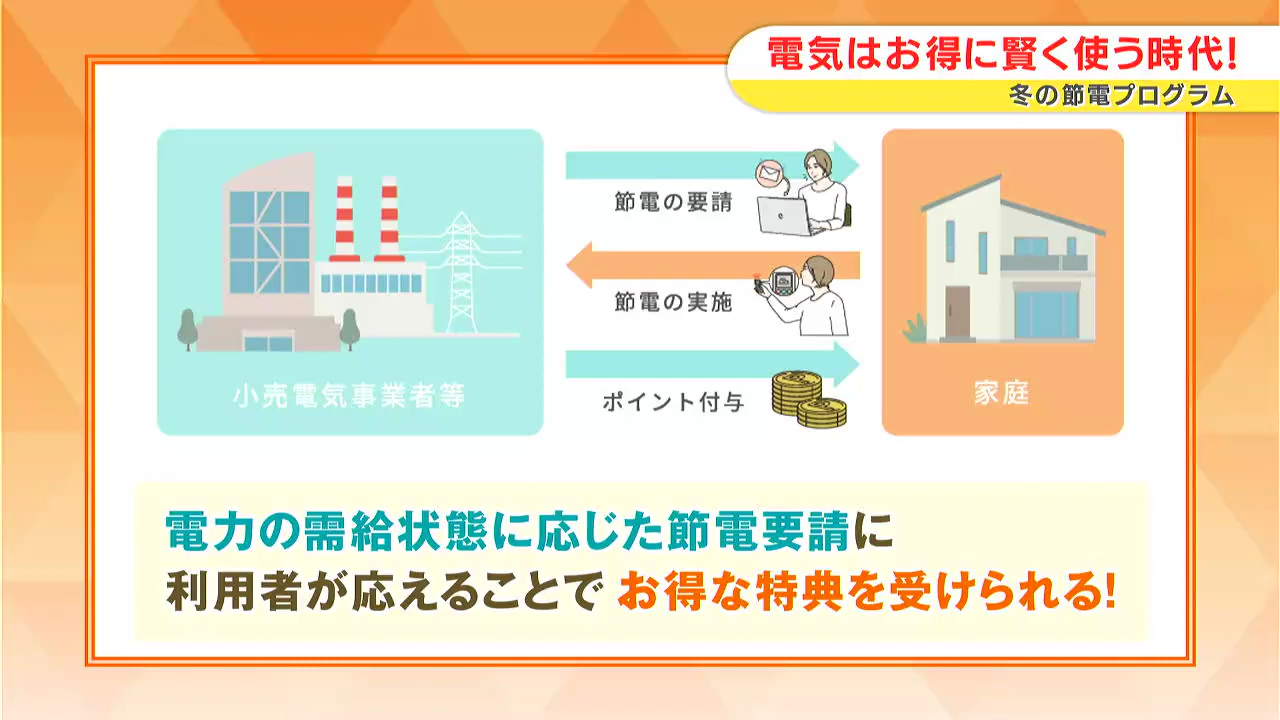 電気はお得に賢く使う時代!
冬の節電プログラム
節電の要請
節電の実施
ポイント付与
小売電気事業者等
家庭
電力の需給状態に応じた節電要請に
利用者が応えることで お得な特典を受けられる!